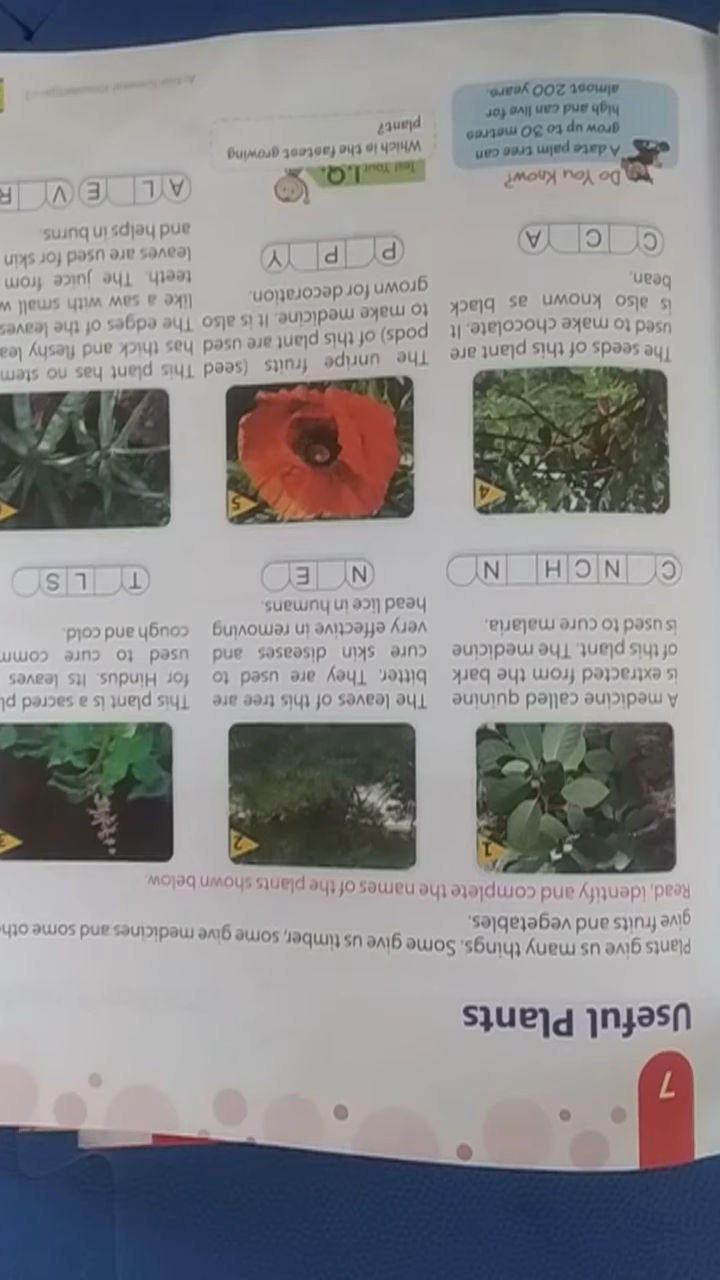 7
Useful Plants
Plants give us many things. Some give us timber, some give medicines and some
give fruits and vegetables.
Read, identify and complete the names of the plants shown below.
1
A medicine called quinine
is extracted from the bark
of this plant. The medicine
is used to cure malaria.
C N C H N
2
The leaves of this tree are
bitter. They are used to
cure skin diseases and
very effective in removing
head lice in humans.
N E
3
This plant is a sacred
for Hindus. Its leaves
used to cure
cough and cold.
T L S
4
The seeds of this plant are
used to make chocolate. It
is also known as black
bean.
C C A
5
The unripe fruits (seed
pods) of this plant are used
to make medicine. It is also
grown for decoration.
P P Y
This plant has no
has thick and fleshy
The edges of the leaves
like a saw with small
teeth. The juice from
leaves are used for skin
and helps in burns.
A L E V R
Do You Know?
A date palm tree can
grow up to 30 metres
high and can live for
almost 200 years.
Test Your I.Q.
Which is the fastest growing
plant?